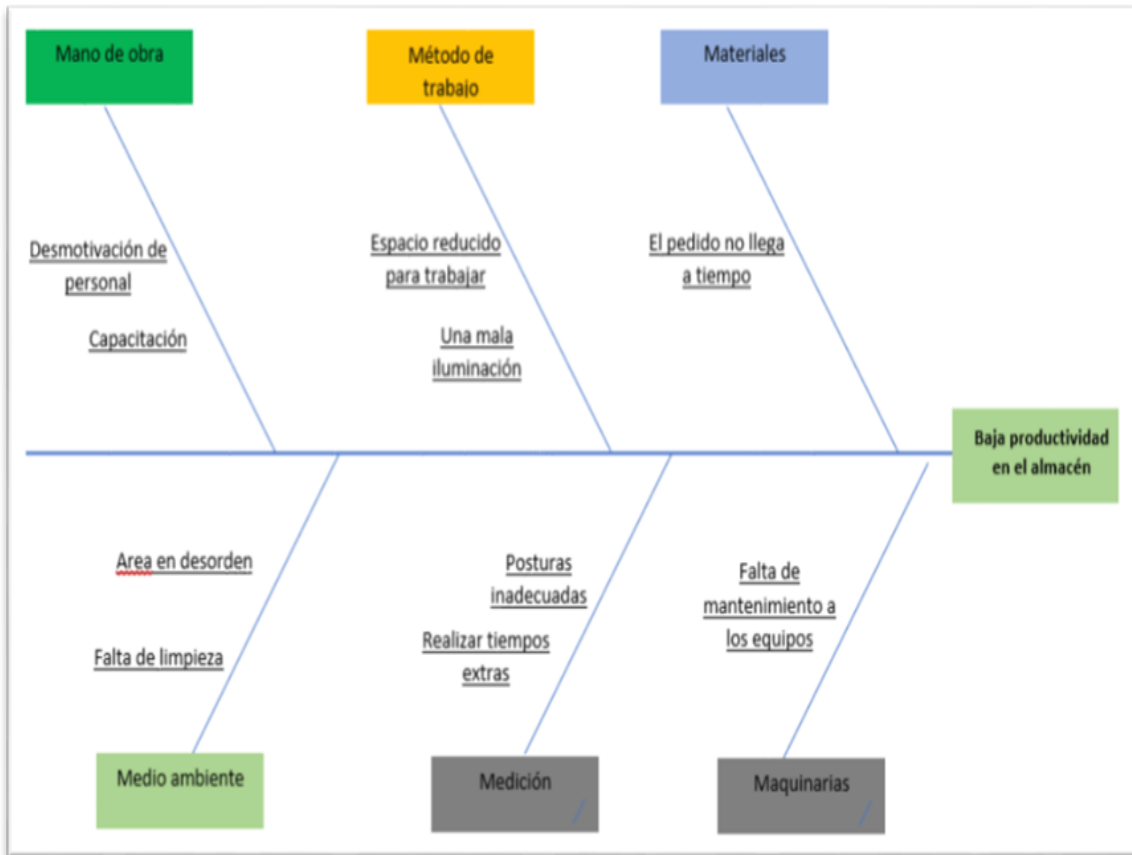 Mano de obra
Método de
trabajo
Materiales
Desmotivación de
personal
Capacitación
Espacio reducido
para trabajar
Una mala
iluminación
El pedido no llega
a tiempo
Baja productividad
en el almacén
Area en desorden
Falta de limpieza
Posturas
inadecuadas
Realizar tiempos
extras
Falta de
mantenimiento a
los equipos
Medio ambiente
Medición
Maquinarias